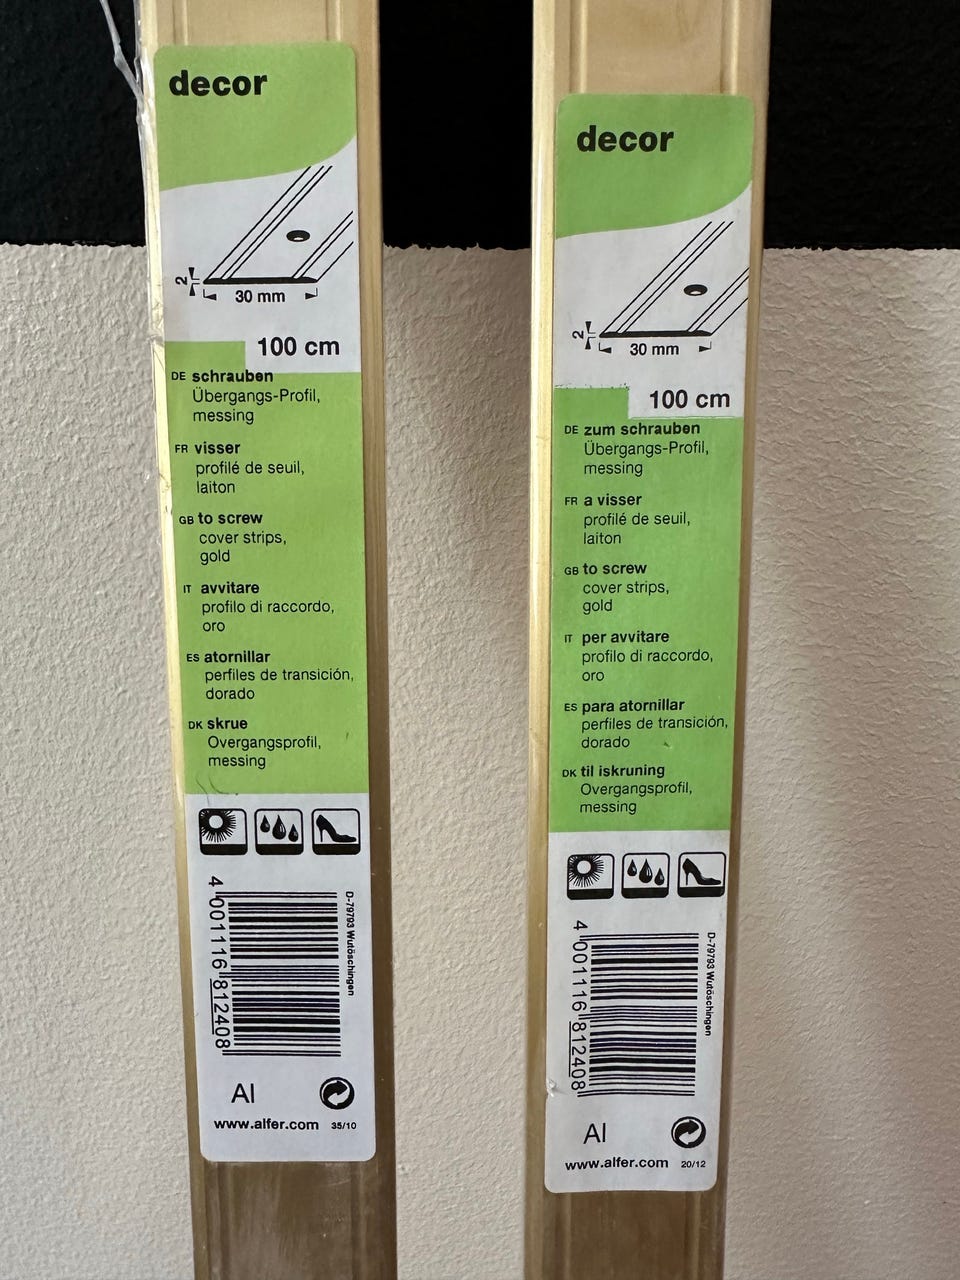 decor
2
30 mm
100 cm
DE schrauben
Übergangs-Profil,
messing
FR visser
profilé de seuil,
laiton
GB to screw
cover strips,
gold
IT avvitare
profilo di raccordo,
oro
ES atornillar
perfiles de transición,
dorado
DK skrue
Overgangsprofil,
messing
4 001116 812408
D-79793 Wutöschingen
Al
www.alfer.com 35/10
decor
2
30 mm
100 cm
DE zum schrauben
Übergangs-Profil,
messing
FR a visser
profilé de seuil,
laiton
GB to screw
cover strips,
gold
IT per avvitare
profilo di raccordo,
oro
ES para atornillar
perfiles de transición,
dorado
DK til iskruning
Overgangsprofil,
messing
4 001116 812408
D-79793 Wutöschingen
Al
www.alfer.com 20/12